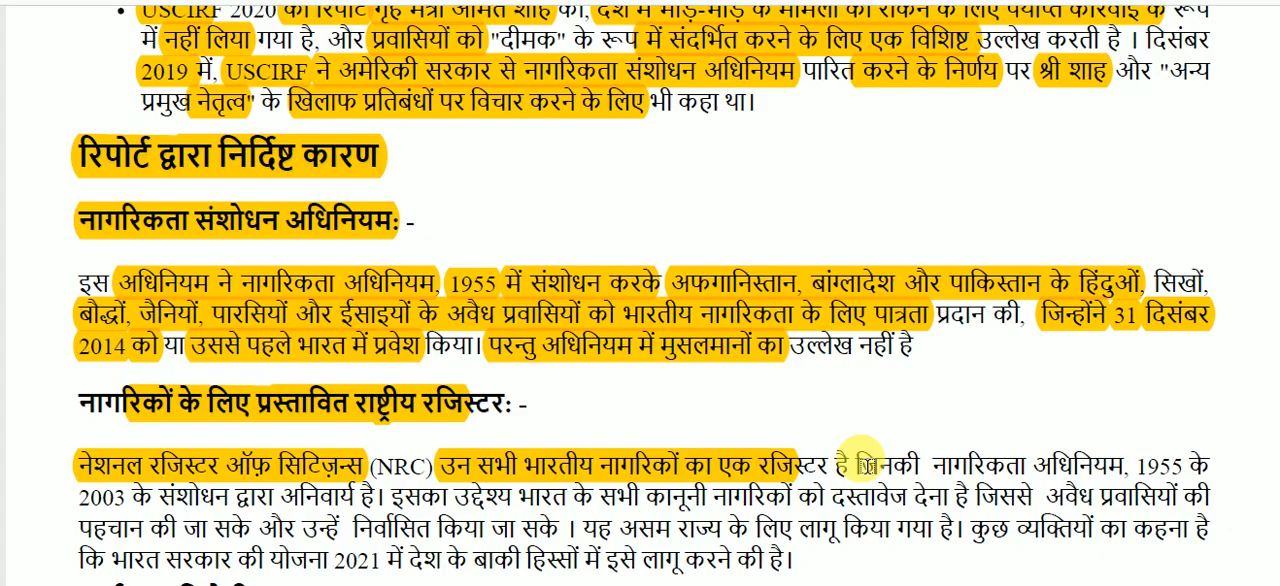 USCIRF 2020 की रिपोर्ट गृह मंत्री अमित शाह को, देश में भीड़-भाड़ के मामलों को रोकने के लिए पर्याप्त कार्रवाई के रूप
में नहीं लिया गया है, और प्रवासियों को "दीमक" के रूप में संदर्भित करने के लिए एक विशिष्ट उल्लेख करती है । दिसंबर
2019 में, USCIRF ने अमेरिकी सरकार से नागरिकता संशोधन अधिनियम पारित करने के निर्णय पर श्री शाह और "अन्य
प्रमुख नेतृत्व" के खिलाफ प्रतिबंधों पर विचार करने के लिए भी कहा था।
रिपोर्ट द्वारा निर्दिष्ट कारण
नागरिकता संशोधन अधिनियम: -
इस अधिनियम ने नागरिकता अधिनियम, 1955 में संशोधन करके अफगानिस्तान, बांग्लादेश और पाकिस्तान के हिंदुओं, सिखों,
बौद्धों, जैनियों, पारसियों और ईसाइयों के अवैध प्रवासियों को भारतीय नागरिकता के लिए पात्रता प्रदान की, जिन्होंने 31 दिसंबर
2014 को या उससे पहले भारत में प्रवेश किया। परन्तु अधिनियम में मुसलमानों का उल्लेख नहीं है
नागरिकों के लिए प्रस्तावित राष्ट्रीय रजिस्टर: -
नेशनल रजिस्टर ऑफ़ सिटिज़न्स (NRC) उन सभी भारतीय नागरिकों का एक रजिस्टर है जिनकी नागरिकता अधिनियम, 1955 के
2003 के संशोधन द्वारा अनिवार्य है। इसका उद्देश्य भारत के सभी कानूनी नागरिकों को दस्तावेज देना है जिससे अवैध प्रवासियों की
पहचान की जा सके और उन्हें निर्वासित किया जा सके । यह असम राज्य के लिए लागू किया गया है। कुछ व्यक्तियों का कहना है
कि भारत सरकार की योजना 2021 में देश के बाकी हिस्सों में इसे लागू करने की है।